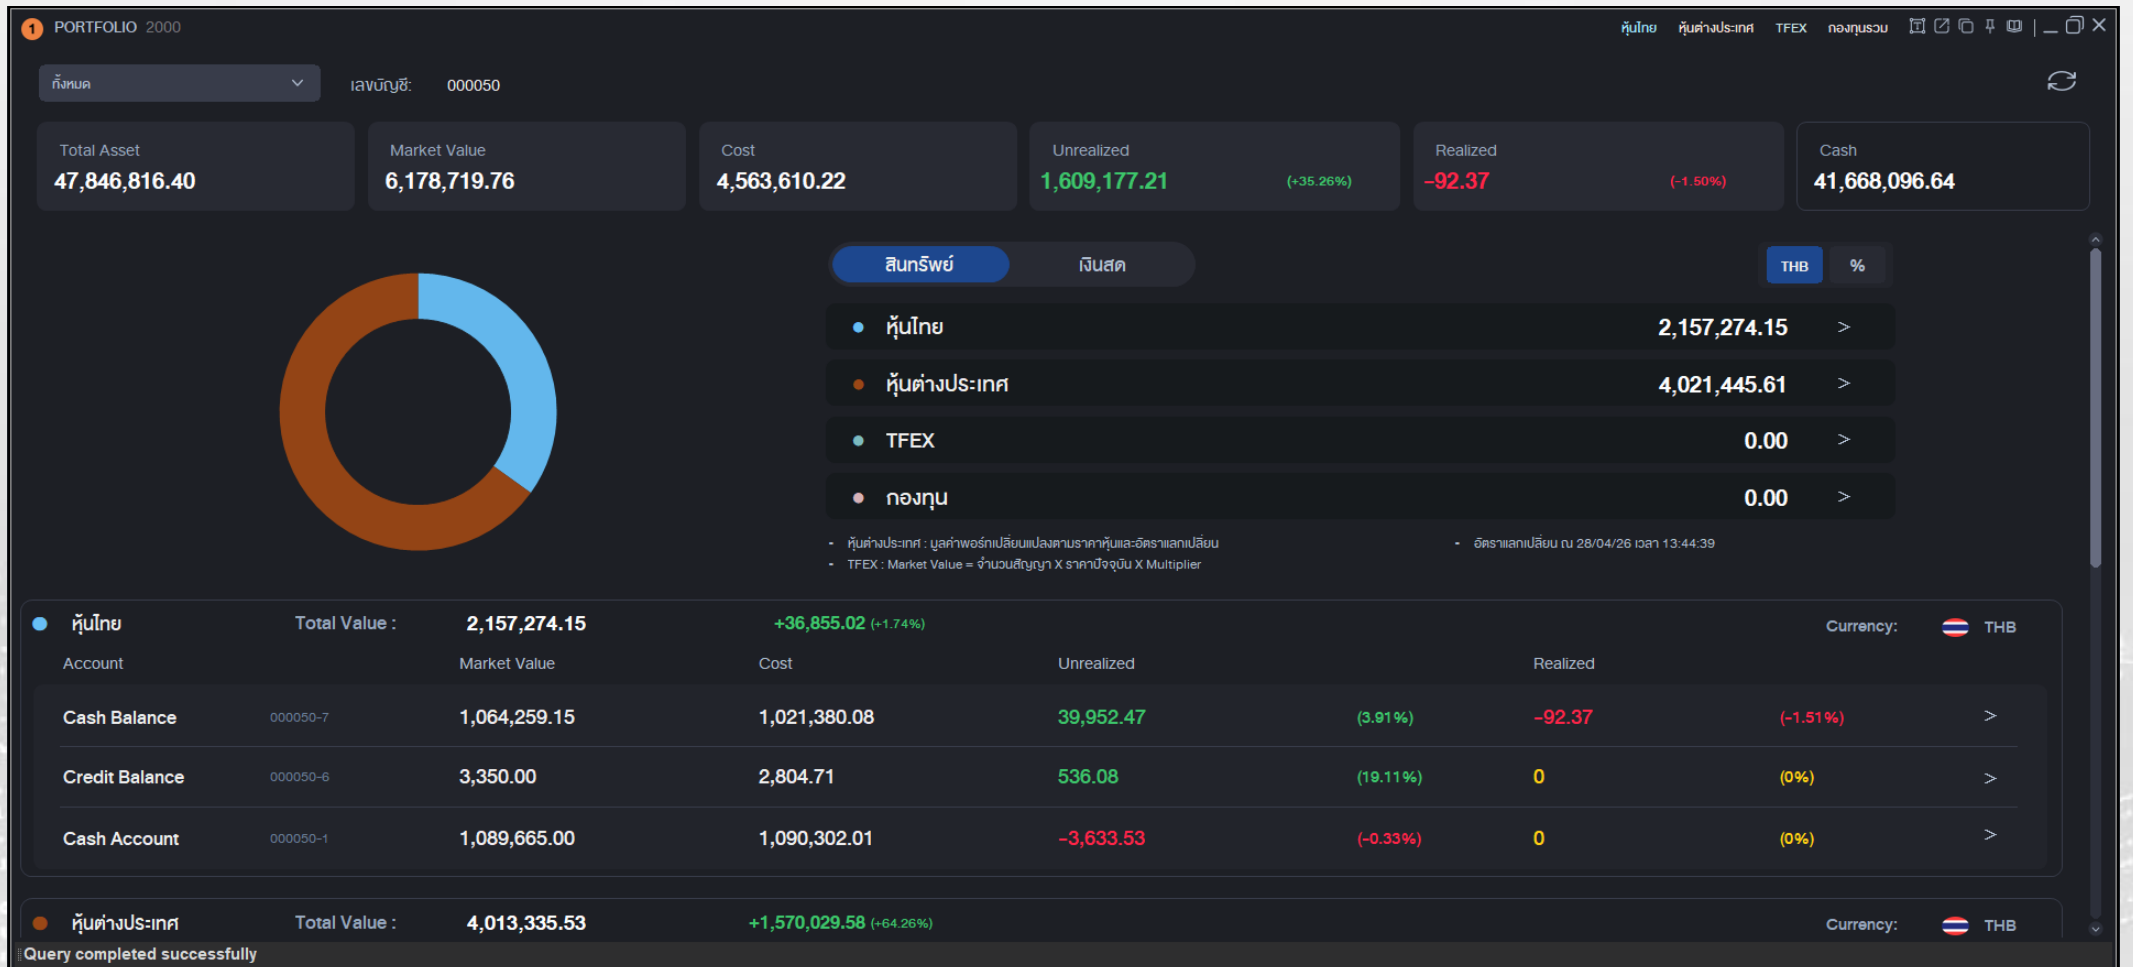 1 PORTFOLIO 2000 หุ้นไทย หุ้นต่างประเทศ TFEX กองทุนรวม
ทั้งหมด เลขบัญชี: 000050
Total Asset Market Value Cost Unrealized Realized Cash
47,846,816.40 6,178,719.76 4,563,610.22 1,609,177.21 (+35.26%) -92.37 (-1.50%) 41,668,096.64
สินทรัพย์ เงินสด THB %
หุ้นไทย 2,157,274.15 >
หุ้นต่างประเทศ 4,021,445.61 >
TFEX 0.00 >
กองทุน 0.00 >
- หุ้นต่างประเทศ : มูลค่าพอร์ทเปลี่ยนแปลงตามราคาหุ้นและอัตราแลกเปลี่ยน - อัตราแลกเปลี่ยน ณ 28/04/26 เวลา 13:44:39
- TFEX : Market Value = จำนวนสัญญา X ราคาปัจจุบัน X Multiplier
หุ้นไทย Total Value : 2,157,274.15 +36,855.02 (+1.74%) Currency: THB
Account Market Value Cost Unrealized Realized
Cash Balance 000050-7 1,064,259.15 1,021,380.08 39,952.47 (3.91%) -92.37 (-1.51%) >
Credit Balance 000050-6 3,350.00 2,804.71 536.08 (19.11%) 0 (0%) >
Cash Account 000050-1 1,089,665.00 1,090,302.01 -3,633.53 (-0.33%) 0 (0%) >
หุ้นต่างประเทศ Total Value : 4,013,335.53 +1,570,029.58 (+64.26%) Currency: THB
Query completed successfully